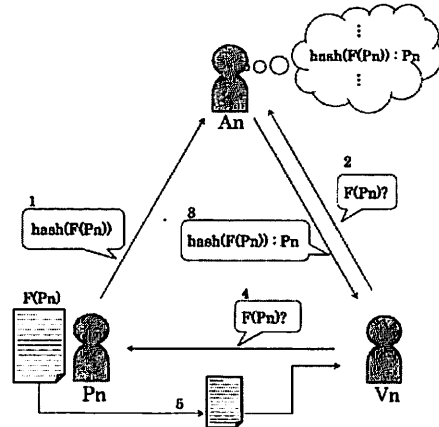 ⋮
hash(F(Pn)) : Pn
⋮
An
2
F(Pn)?
1
hash(F(Pn))
3
hash(F(Pn)) : Pn
4
F(Pn)?
F(Pn)
Pn
5
Vn